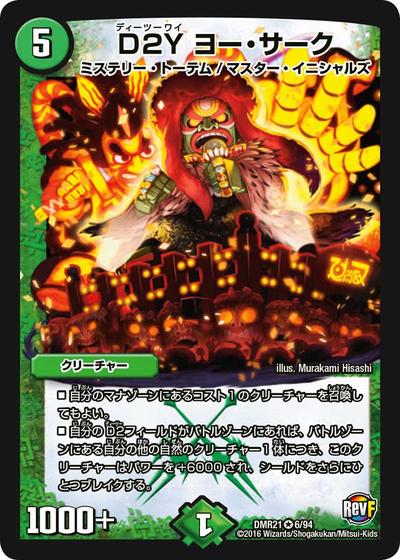 ディーツーワイ
5
D2Y ヨー・サーク
ミステリー・トーテム / マスター・イニシャルズ
illus. Murakami Hisashi
クリーチャー
■自分のマナゾーンにあるコスト1のクリーチャーを召喚
してもよい。
■自分のD2フィールドがバトルゾーンにあれば、バトルゾー
ンにある自分の他の自然のクリーチャー1体につき、このク
リーチャーはパワーを+6000され、シールドをさらにひ
とつブレイクする。
1000+
1
RevF
DMR21 6/94
©2016 Wizards/Shogakukan/Mitsui-Kids